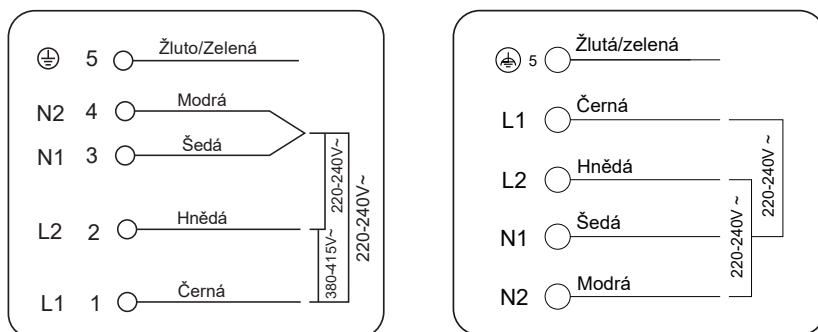 5 Žluto/Zelená
N2 4 Modrá
N1 3 Šedá
L2 2 Hnědá
L1 1 Černá
220-240V~
380-415V~
220-240V~
5 Žlutá/zelená
L1 Černá
L2 Hnědá
N1 Šedá
N2 Modrá
220-240V ~
220-240V ~